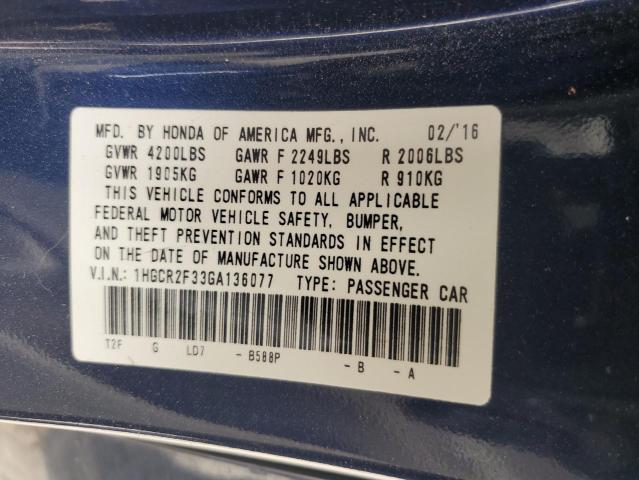 MFD. BY HONDA OF AMERICA MFG., INC. 02/'16
GVWR 4200LBS GAWR F 2249LBS R 2006LBS
GVWR 1905KG GAWR F 1020KG R 910KG
THIS VEHICLE CONFORMS TO ALL APPLICABLE
FEDERAL MOTOR VEHICLE SAFETY, BUMPER,
AND THEFT PREVENTION STANDARDS IN EFFECT
ON THE DATE OF MANUFACTURE SHOWN ABOVE.
V.I.N.: 1HGCR2F33GA136077 TYPE: PASSENGER CAR
T2F G LD7 - B588P - B - A